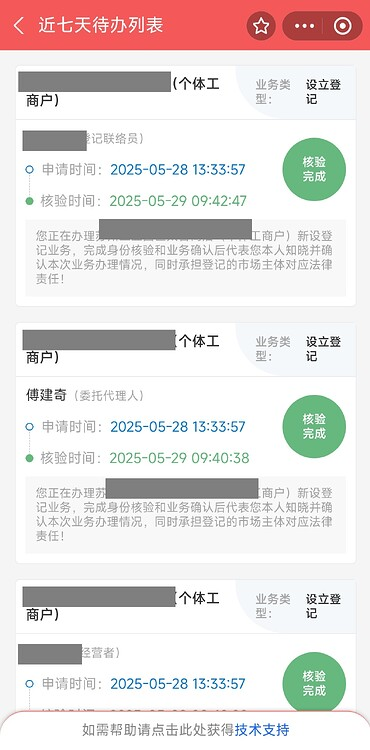 近七天待办列表
(个体工
商户)
业务类
型：
设立登
记
登记联络员）
申请时间： 2025-05-28 13:33:57
核验时间： 2025-05-29 09:42:47
核验
完成
您正在办理苏
工商户）新设登
记业务，完成身份核验和业务确认后代表您本人知晓并确
认本次业务办理情况，同时承担登记的市场主体对应法律
责任！
个体工
商户)
业务类
型：
设立登
记
傅建奇（委托代理人）
申请时间： 2025-05-28 13:33:57
核验时间： 2025-05-29 09:40:38
核验
完成
您正在办理苏
工商户）新设登
记业务，完成身份核验和业务确认后代表您本人知晓并确
认本次业务办理情况，同时承担登记的市场主体对应法律
责任！
个体工
商户)
业务类
型：
设立登
记
经营者）
申请时间： 2025-05-28 13:33:57
核验
完成
如需帮助请点击此处获得技术支持